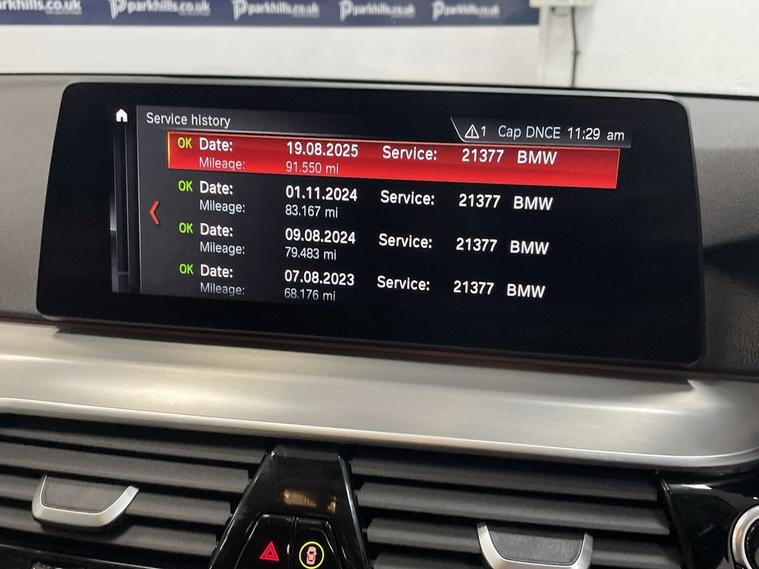 parkhills.co.uk parkhills.co.uk parkhills.co.uk parkhills.co.uk
Service history
1 Cap DNCE 11:29 am
OK Date: 19.08.2025 Service: 21377 BMW
Mileage: 91.550 mi
OK Date: 01.11.2024 Service: 21377 BMW
Mileage: 83.167 mi
OK Date: 09.08.2024 Service: 21377 BMW
Mileage: 79.483 mi
OK Date: 07.08.2023 Service: 21377 BMW
Mileage: 68.176 mi